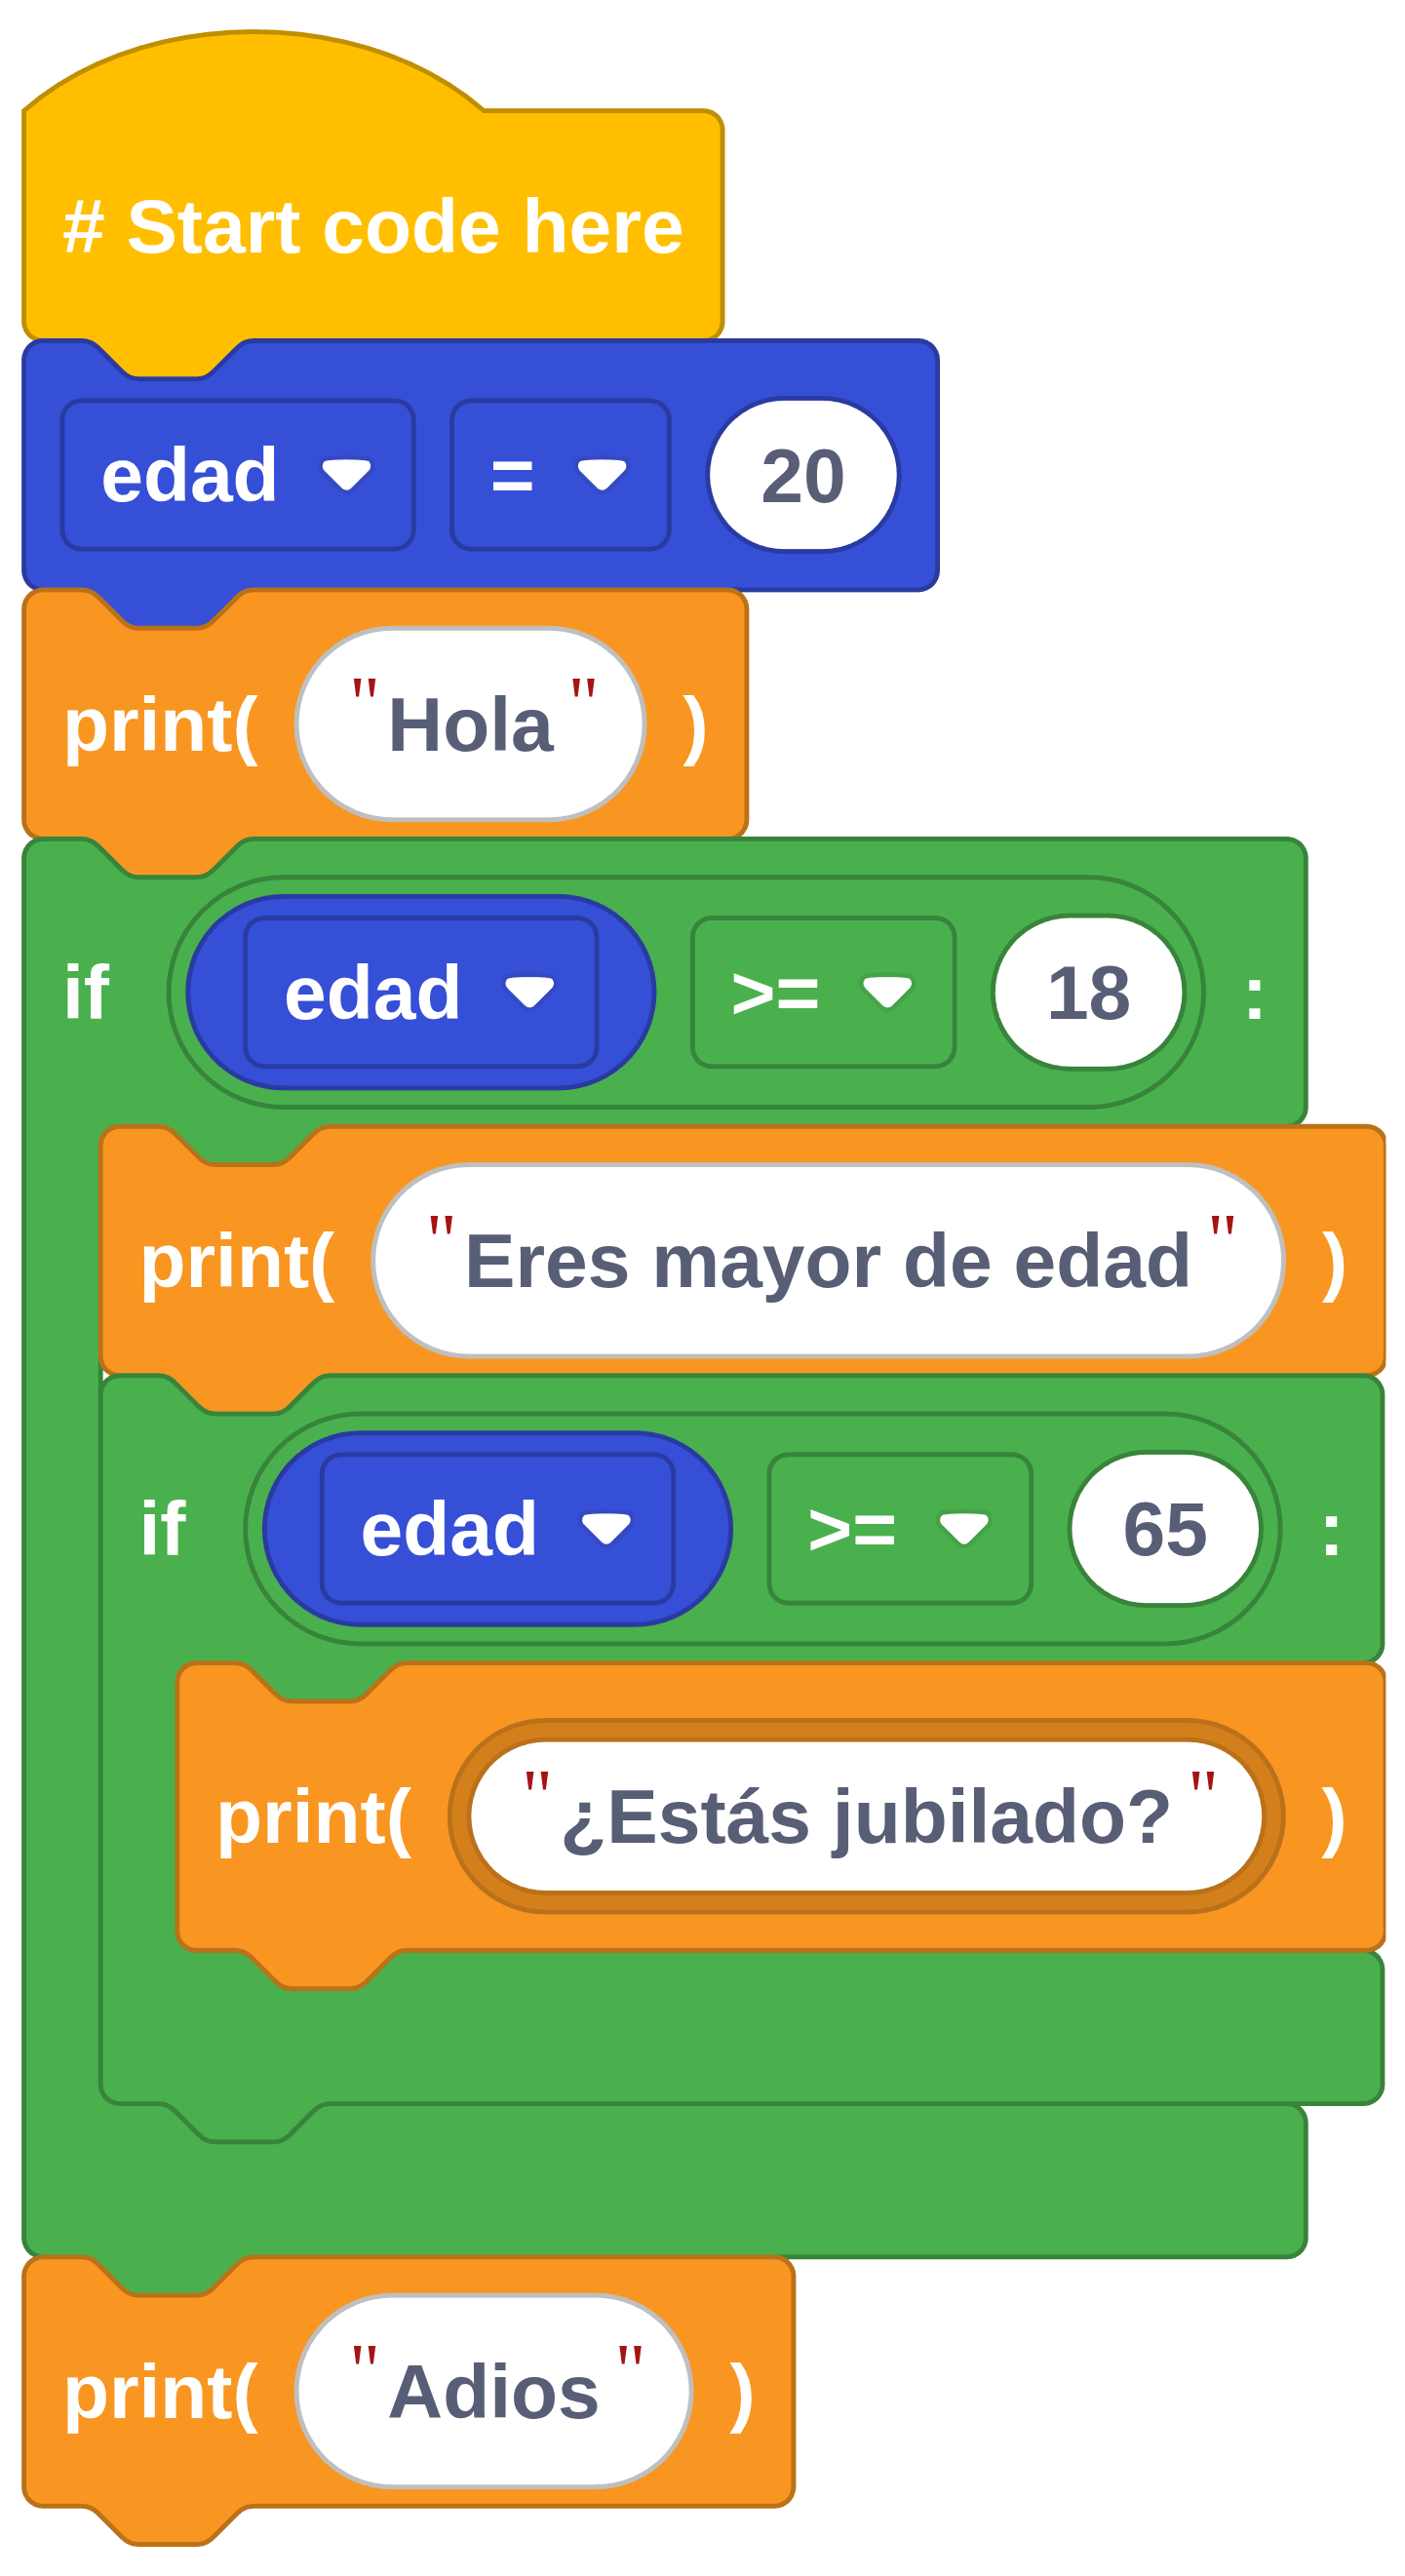 # Start code here
edad = 20
print( "Hola" )
if edad >= 18 :
print( "Eres mayor de edad" )
if edad >= 65 :
print( "¿Estás jubilado?" )
print( "Adios" )